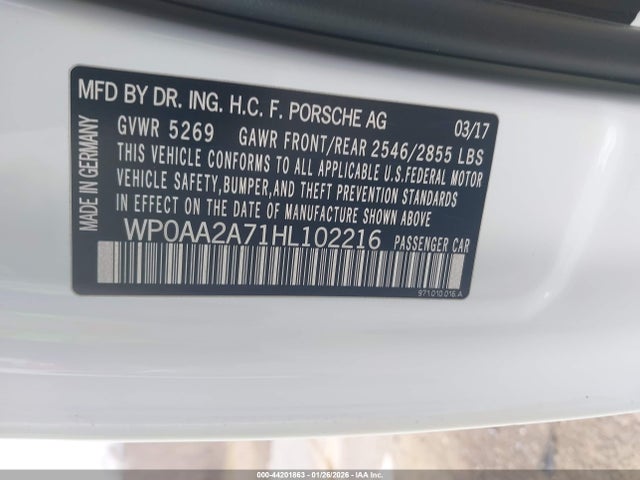 MFD BY DR. ING. H.C. F. PORSCHE AG 03/17
GVWR 5269 GAWR FRONT/REAR 2546/2855 LBS
THIS VEHICLE CONFORMS TO ALL APPLICABLE U.S.FEDERAL MOTOR
VEHICLE SAFETY,BUMPER,AND THEFT PREVENTION STANDARDS
IN EFFECT ON THE DATE OF MANUFACTURE SHOWN ABOVE
WP0AA2A71HL102216 PASSENGER CAR
MADE IN GERMANY
971 010 016 A
000-44201863 - 01/26/2026 - IAAI.com